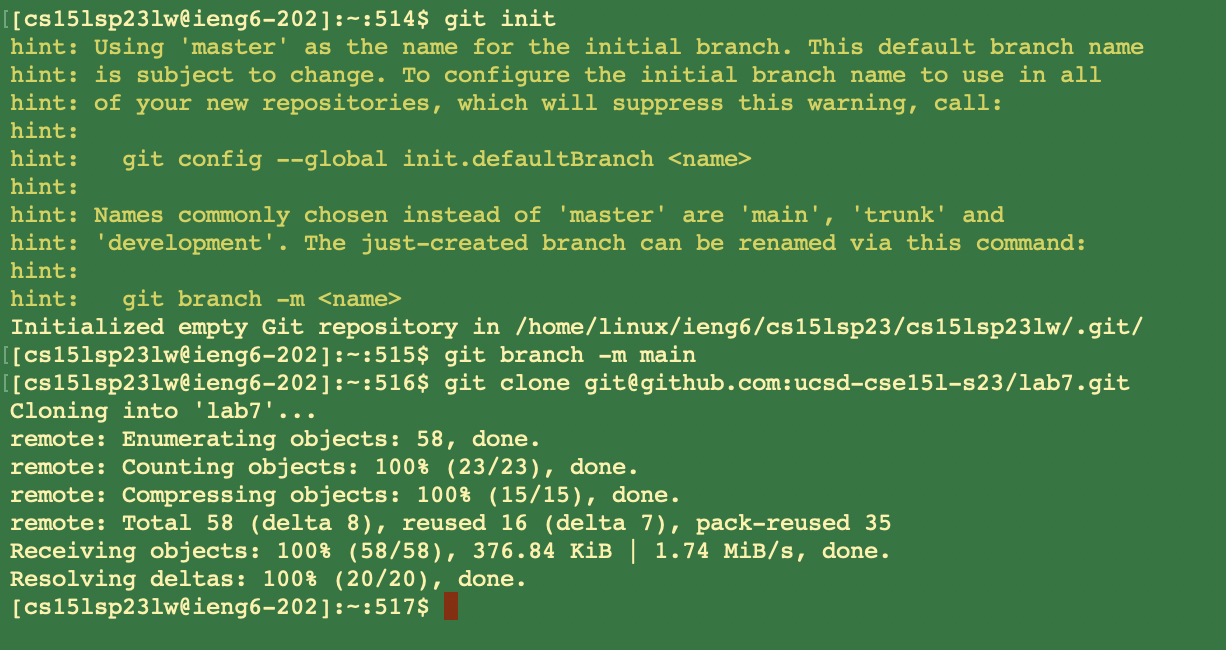 [[cs15lsp23lw@ieng6-202]:~:514$ git init
hint: Using 'master' as the name for the initial branch. This default branch name
hint: is subject to change. To configure the initial branch name to use in all
hint: of your new repositories, which will suppress this warning, call:
hint:
hint:   git config --global init.defaultBranch <name>
hint:
hint: Names commonly chosen instead of 'master' are 'main', 'trunk' and
hint: 'development'. The just-created branch can be renamed via this command:
hint:
hint:   git branch -m <name>
Initialized empty Git repository in /home/linux/ieng6/cs15lsp23/cs15lsp23lw/.git/
[[cs15lsp23lw@ieng6-202]:~:515$ git branch -m main
[[cs15lsp23lw@ieng6-202]:~:516$ git clone git@github.com:ucsd-cse15l-s23/lab7.git
Cloning into 'lab7'...
remote: Enumerating objects: 58, done.
remote: Counting objects: 100% (23/23), done.
remote: Compressing objects: 100% (15/15), done.
remote: Total 58 (delta 8), reused 16 (delta 7), pack-reused 35
Receiving objects: 100% (58/58), 376.84 KiB | 1.74 MiB/s, done.
Resolving deltas: 100% (20/20), done.
[cs15lsp23lw@ieng6-202]:~:517$